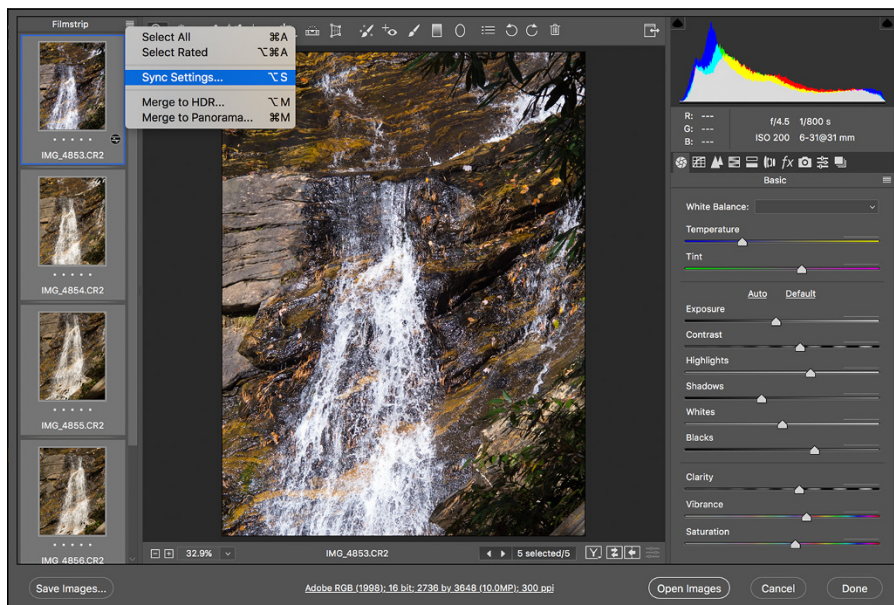 Filmstrip
Select All ⌘A
Select Rated ⌥⌘A
Sync Settings... ⌥S
Merge to HDR... ⌥M
Merge to Panorama... ⌘M
IMG_4853.CR2
IMG_4854.CR2
IMG_4855.CR2
IMG_4856.CR2
32.9%
IMG_4853.CR2
5 selected/5
Y
R: ---
G: ---
B: ---
f/4.5 1/800 s
ISO 200 6-31@31 mm
fx
Basic
White Balance:
Temperature
Tint
Auto Default
Exposure
Contrast
Highlights
Shadows
Whites
Blacks
Clarity
Vibrance
Saturation
Save Images...
Adobe RGB (1998); 16 bit; 2736 by 3648 (10.0MP); 300 ppi
Open Images
Cancel
Done